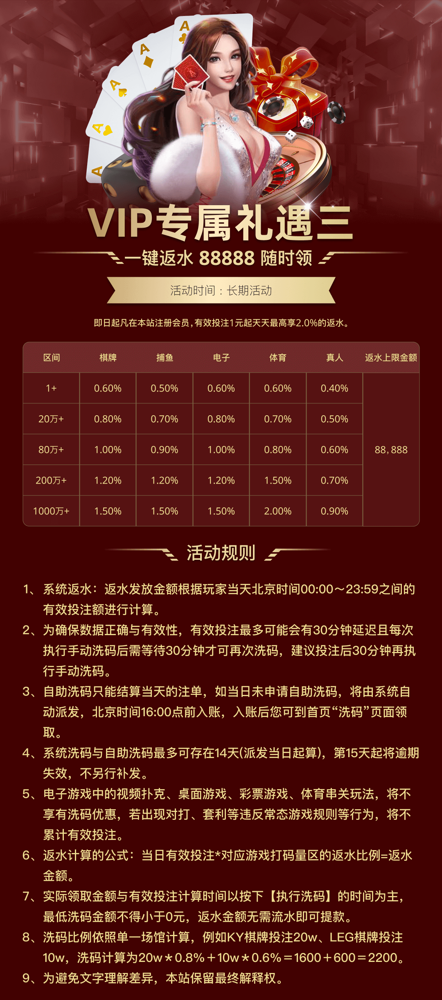 A
A
A
A
A
VIP专属礼遇三
一键返水 88888 随时领
活动时间：长期活动
即日起凡在本站注册会员，有效投注1元起天天最高享2.0%的返水。
区间 棋牌 捕鱼 电子 体育 真人 返水上限金额
1+ 0.60% 0.50% 0.60% 0.60% 0.40%
20万+ 0.80% 0.70% 0.80% 0.70% 0.50%
80万+ 1.00% 0.90% 1.00% 0.80% 0.60% 88,888
200万+ 1.20% 1.20% 1.20% 1.50% 0.70%
1000万+ 1.50% 1.50% 1.50% 2.00% 0.90%
活动规则
1、系统返水：返水发放金额根据玩家当天北京时间00:00～23:59之间的
有效投注额进行计算。
2、为确保数据正确与有效性，有效投注最多可能会有30分钟延迟且每次
执行手动洗码后需等待30分钟才可再次洗码，建议投注后30分钟再执
行手动洗码。
3、自助洗码只能结算当天的注单，如当日未申请自助洗码，将由系统自
动派发，北京时间16:00点前入账，入账后您可到首页“洗码”页面领
取。
4、系统洗码与自助洗码最多可存在14天(派发当日起算)，第15天起将逾期
失效，不另行补发。
5、电子游戏中的视频扑克、桌面游戏、彩票游戏、体育串关玩法，将不
享有洗码优惠，若出现对打、套利等违反常态游戏规则等行为，将不
累计有效投注。
6、返水计算的公式：当日有效投注*对应游戏打码量区的返水比例=返水
金额。
7、实际领取金额与有效投注计算时间以按下【执行洗码】的时间为主，
最低洗码金额不得小于0元，返水金额无需流水即可提款。
8、洗码比例依照单一场馆计算，例如KY棋牌投注20w、LEG棋牌投注
10w，洗码计算为20w＊0.8%＋10w＊0.6%＝1600＋600＝2200。
9、为避免文字理解差异，本站保留最终解释权。